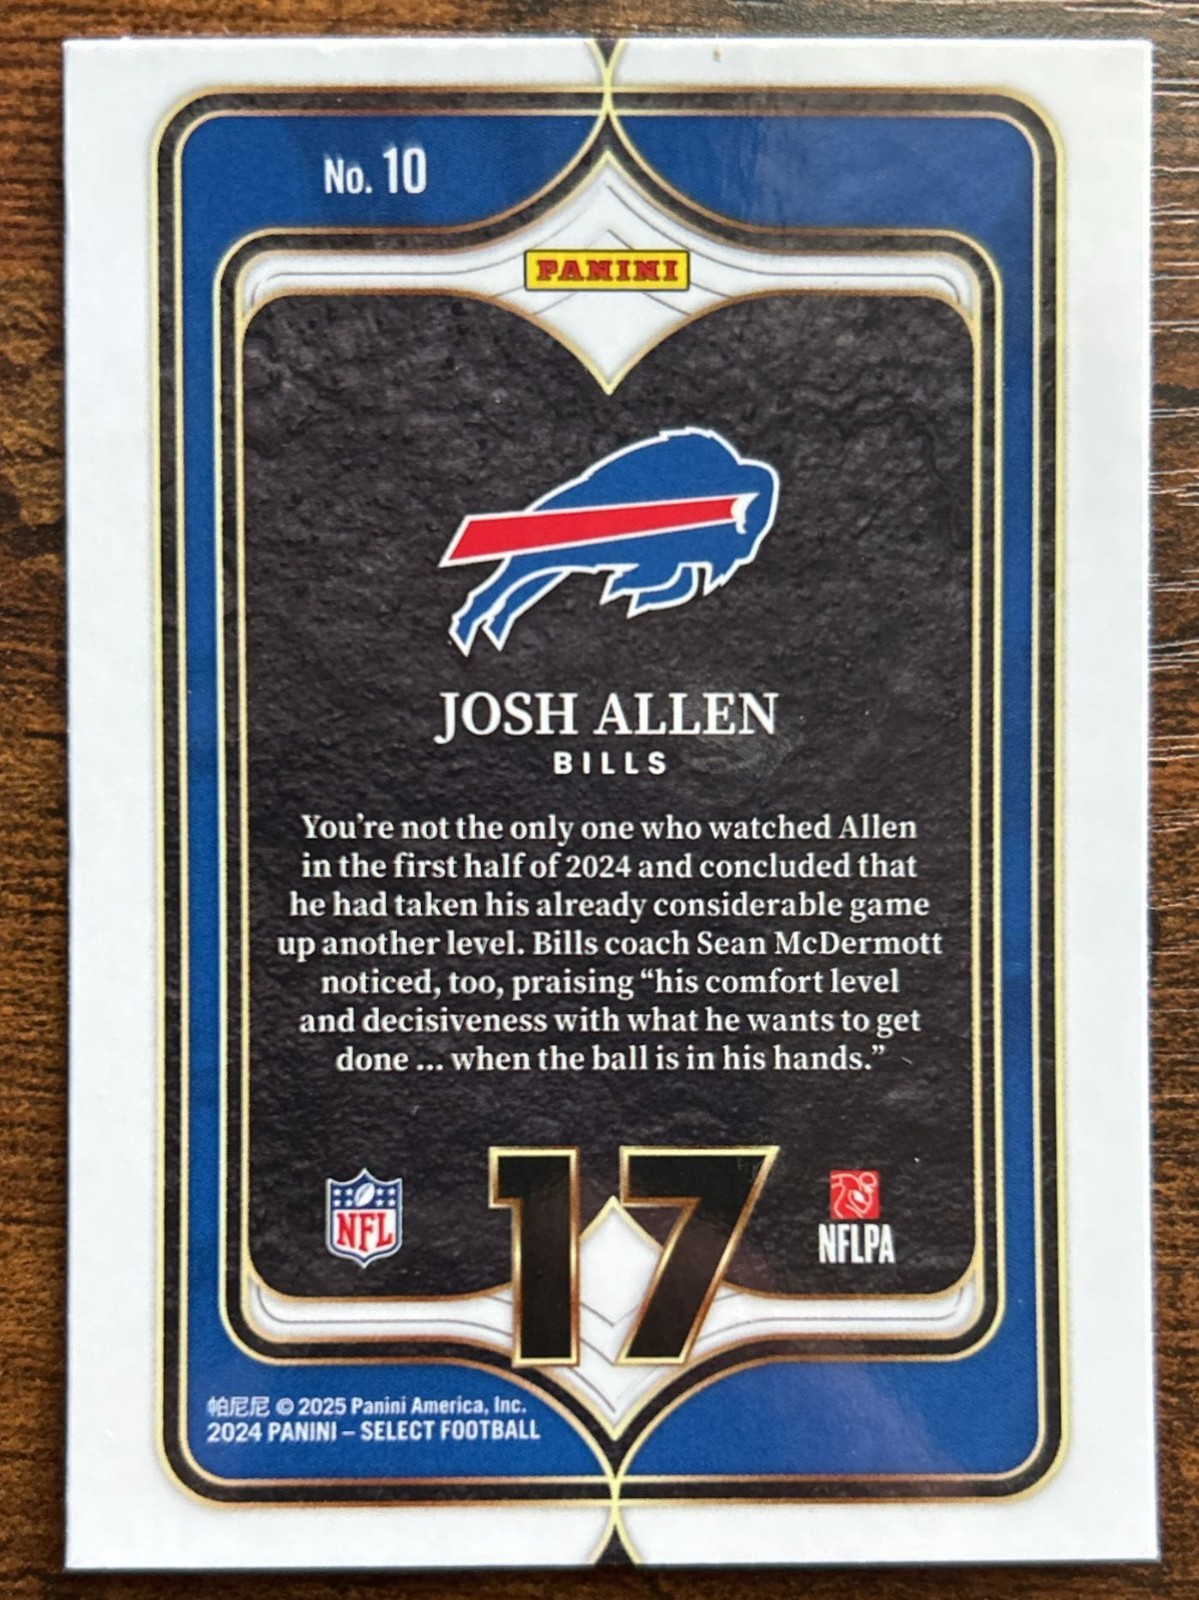 No. 10
PANINI
JOSH ALLEN
BILLS
You’re not the only one who watched Allen
in the first half of 2024 and concluded that
he had taken his already considerable game
up another level. Bills coach Sean McDermott
noticed, too, praising “his comfort level
and decisiveness with what he wants to get
done ... when the ball is in his hands.”
17
NFL
NFLPA
帕尼尼 © 2025 Panini America, Inc.
2024 PANINI – SELECT FOOTBALL